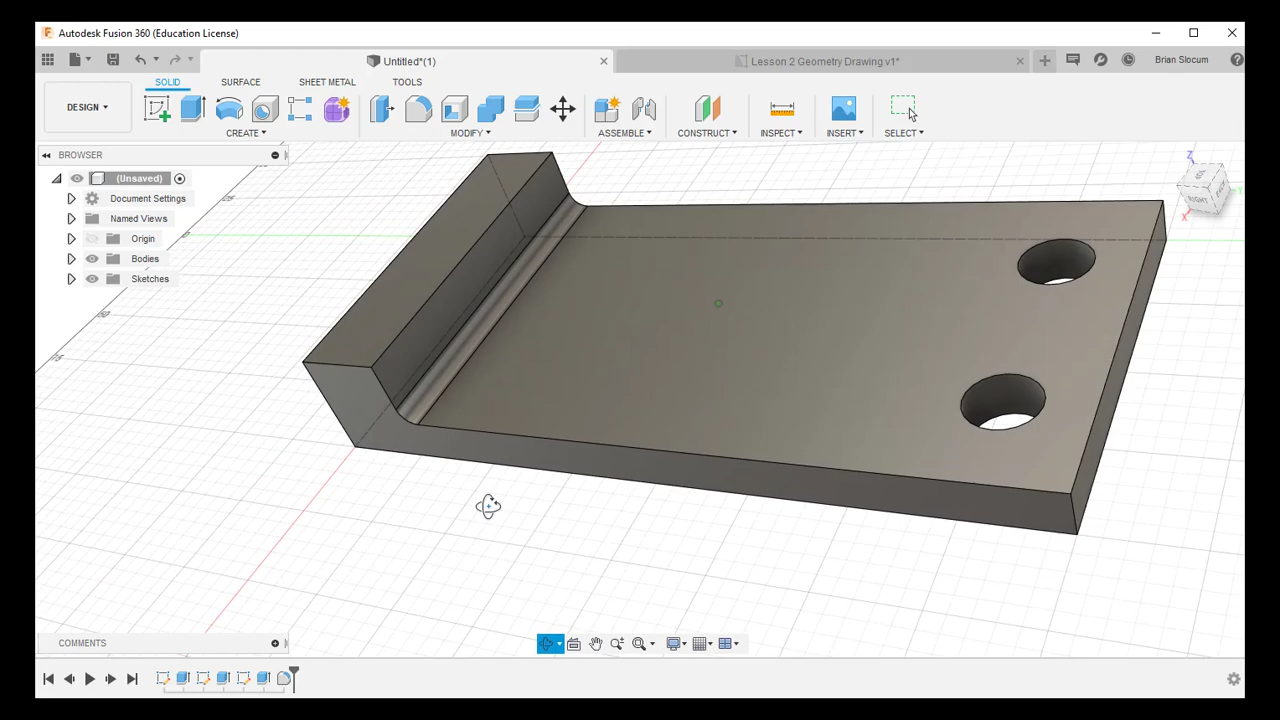 Autodesk Fusion 360 (Education License)
Untitled*(1)
Lesson 2 Geometry Drawing v1*
Brian Slocum
DESIGN
SOLID
SURFACE
SHEET METAL
TOOLS
CREATE
MODIFY
ASSEMBLE
CONSTRUCT
INSPECT
INSERT
SELECT
BROWSER
(Unsaved)
Document Settings
Named Views
Origin
Bodies
Sketches
Z
Y
X
RIGHT
COMMENTS